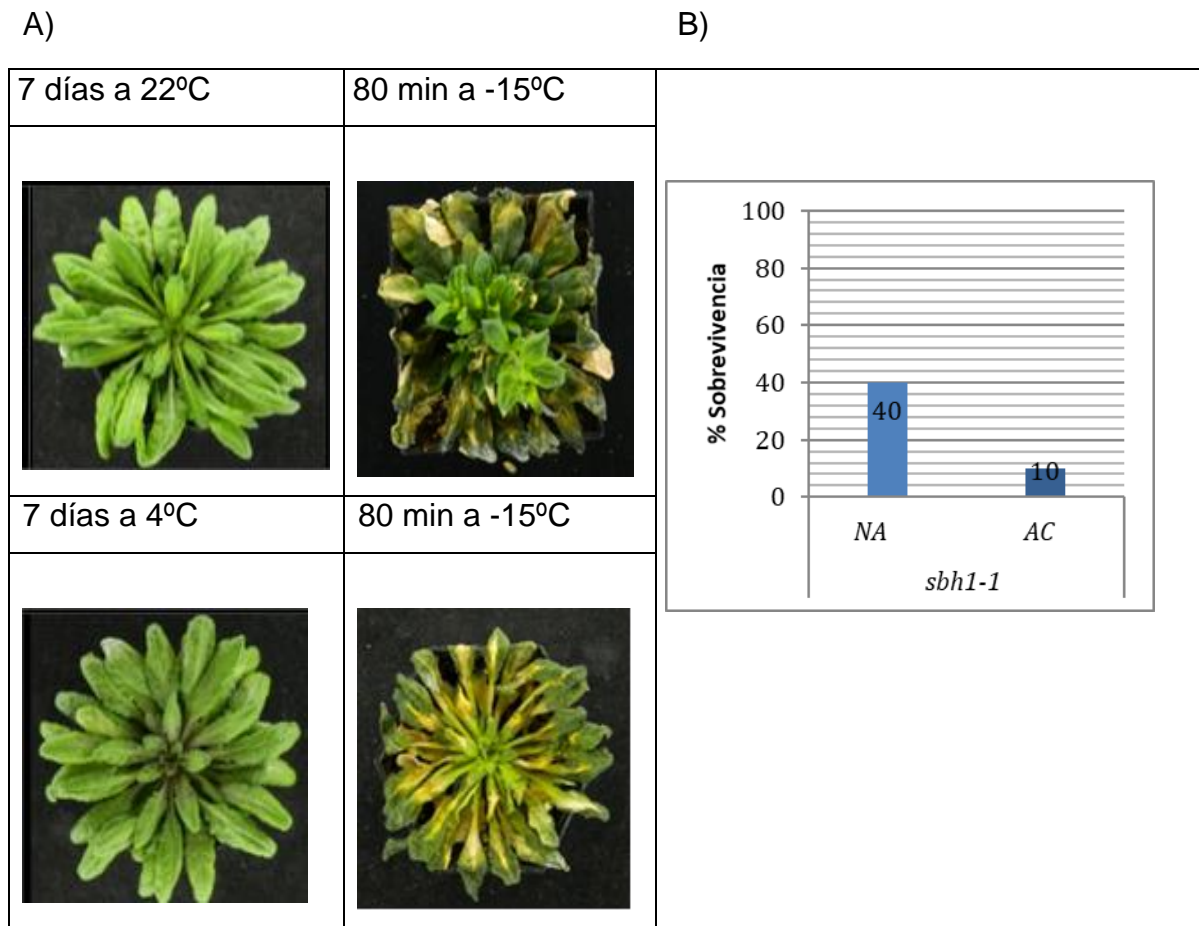 A)
B)
7 días a 22ºC
80 min a -15ºC
7 días a 4ºC
80 min a -15ºC
% Sobrevivencia
100
80
60
40
20
0
40
10
NA
AC
sbh1-1